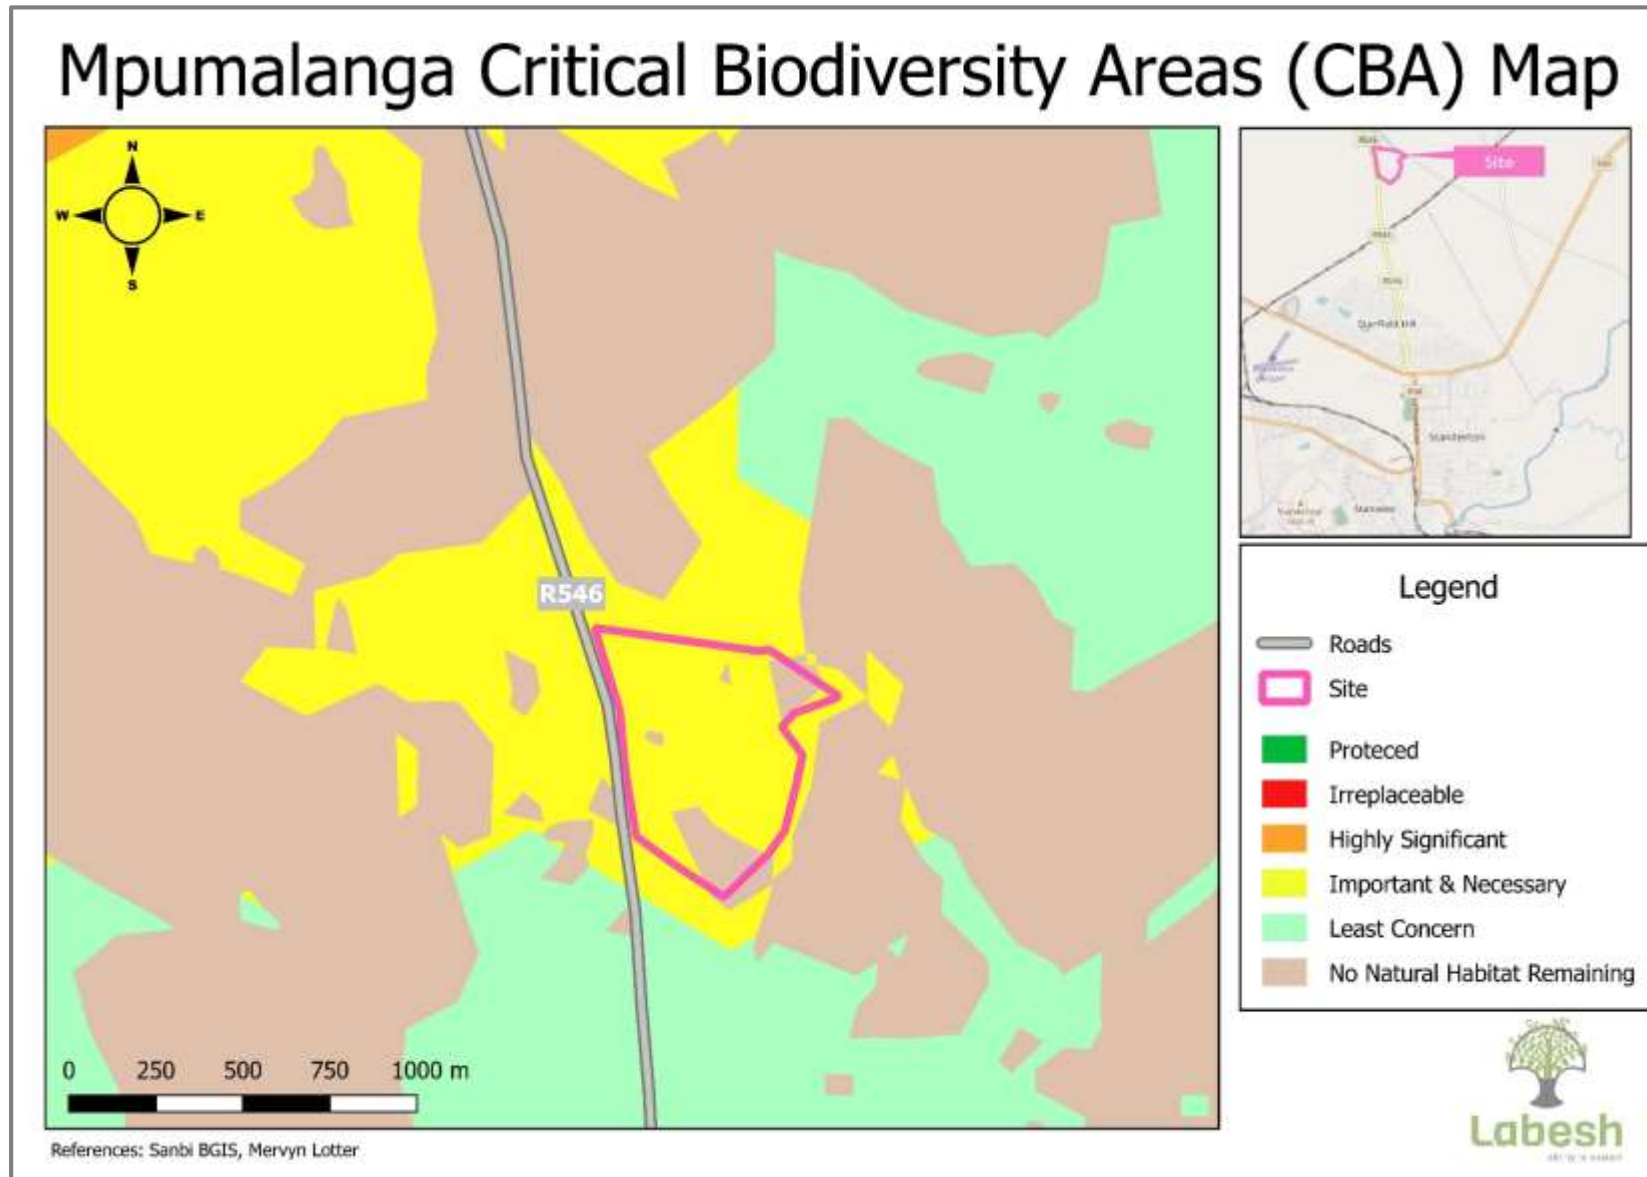 Mpumalanga Critical Biodiversity Areas (CBA) Map
N
W
E
S
R546
0 250 500 750 1000 m
Site
Standerton
Legend
Roads
Site
Proteced
Irreplaceable
Highly Significant
Important & Necessary
Least Concern
No Natural Habitat Remaining
Labesh
References: Sanbi BGIS, Mervyn Lotter